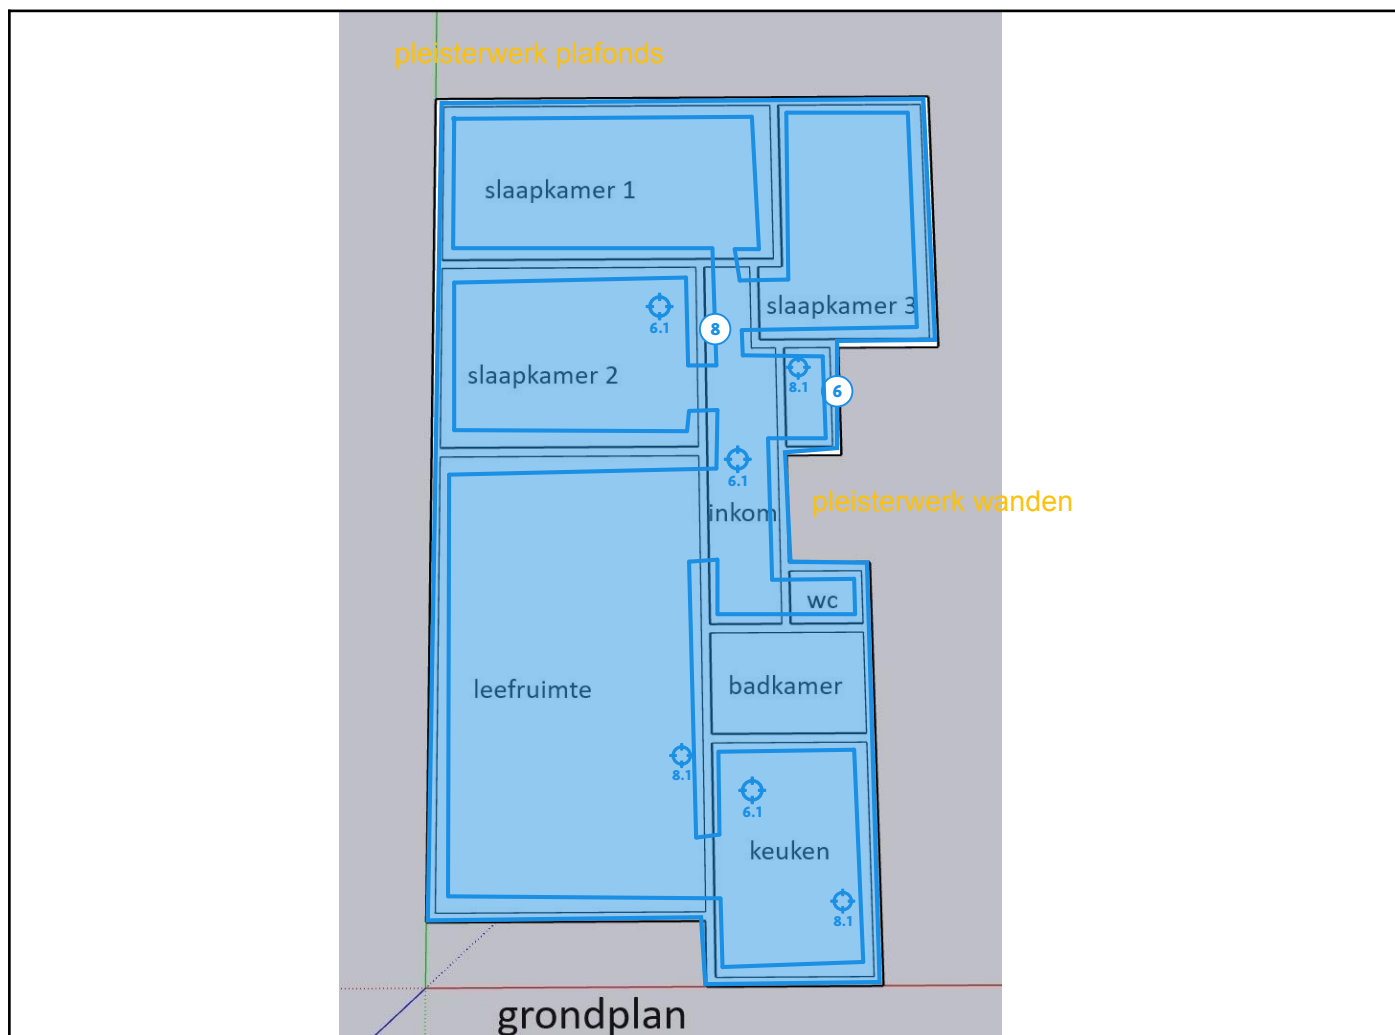 pleisterwerk plafonds
slaapkamer 1
slaapkamer 3
6.1
8
slaapkamer 2
8.1
6
6.1
pleisterwerk wanden
inkom
wc
leefruimte
badkamer
8.1
6.1
keuken
8.1
grondplan